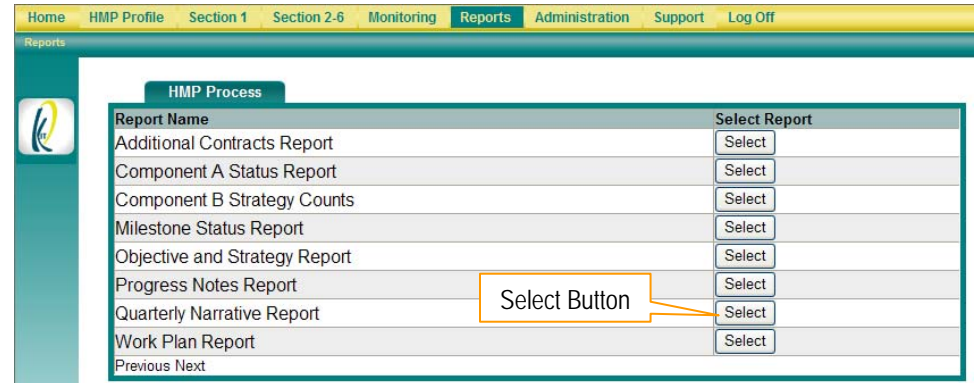 Home HMP Profile Section 1 Section 2-6 Monitoring Reports Administration Support Log Off
Reports
HMP Process
Report Name Select Report
Additional Contracts Report Select
Component A Status Report Select
Component B Strategy Counts Select
Milestone Status Report Select
Objective and Strategy Report Select
Progress Notes Report Select
Select Button
Quarterly Narrative Report Select
Work Plan Report Select
Previous Next